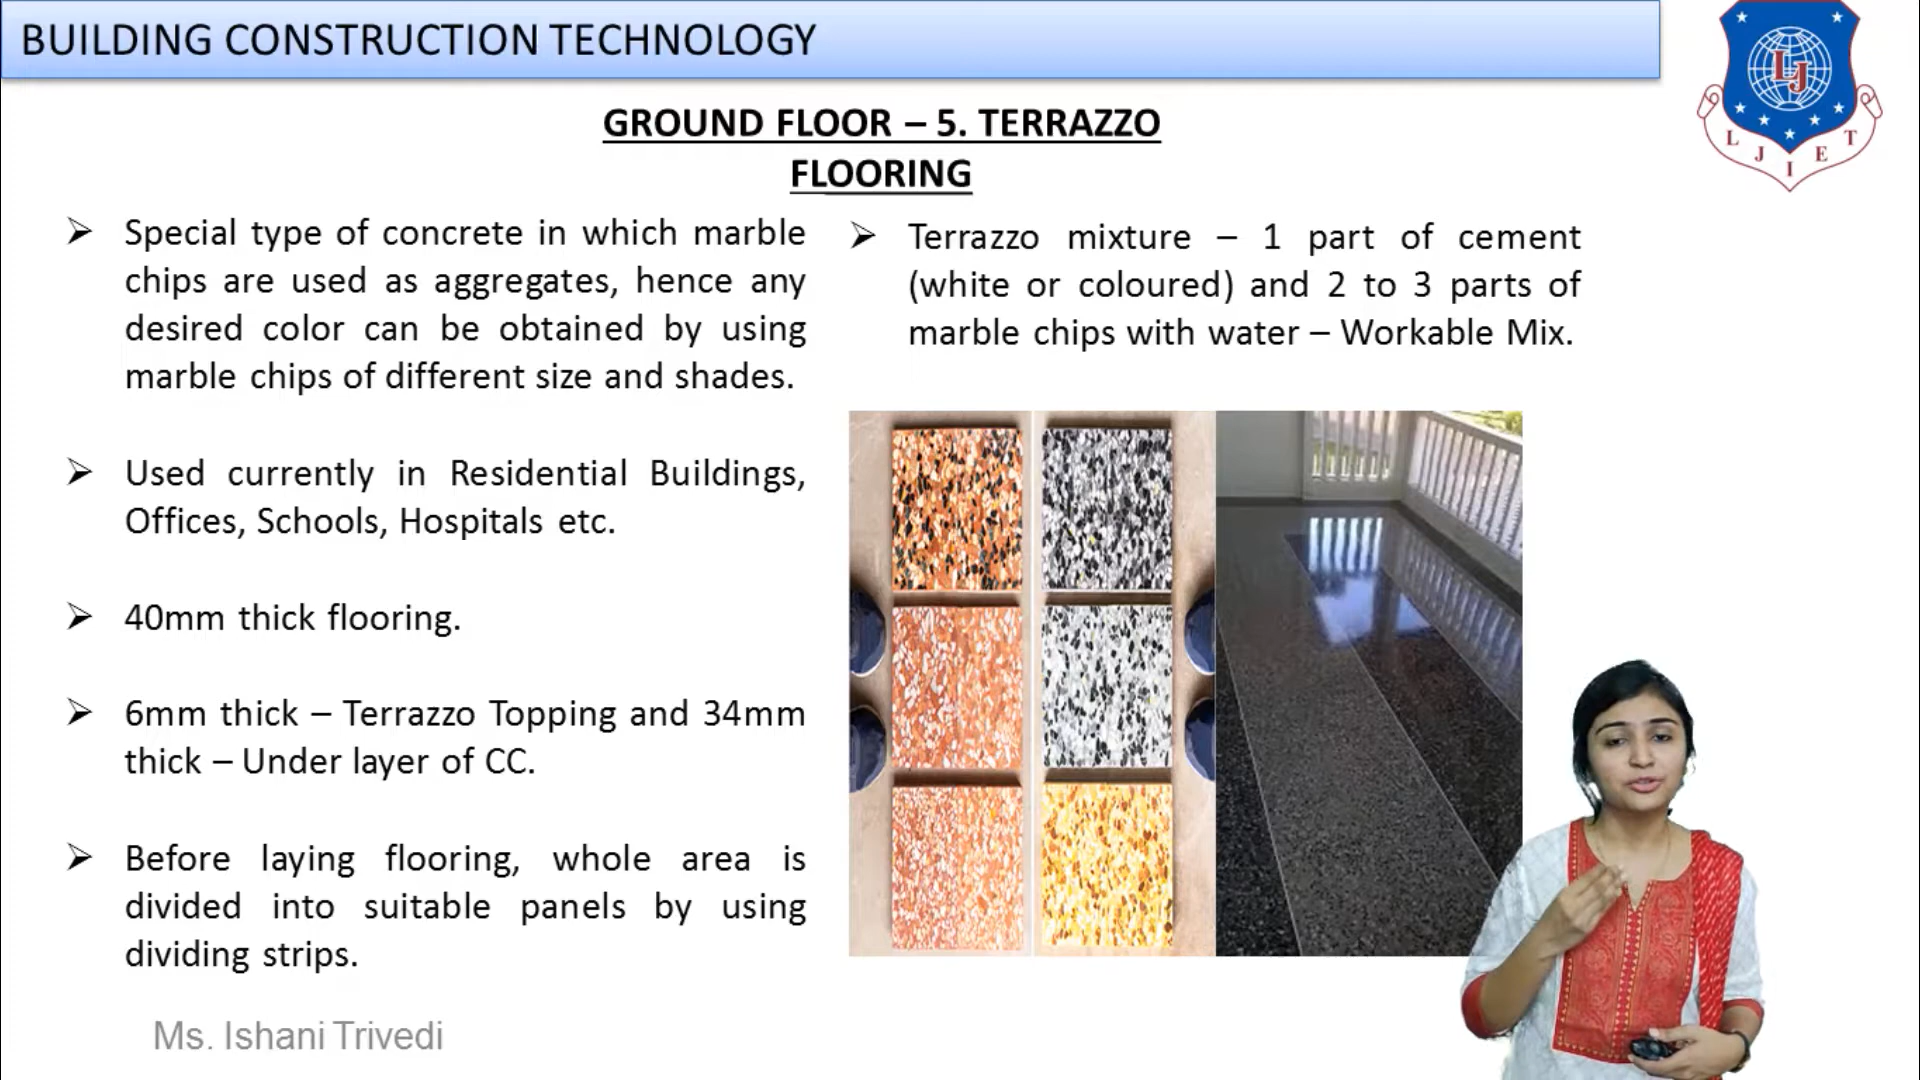 BUILDING CONSTRUCTION TECHNOLOGY
GROUND FLOOR – 5. TERRAZZO
FLOORING
➢ Special type of concrete in which marble
chips are used as aggregates, hence any
desired color can be obtained by using
marble chips of different size and shades.
➢ Used currently in Residential Buildings,
Offices, Schools, Hospitals etc.
➢ 40mm thick flooring.
➢ 6mm thick – Terrazzo Topping and 34mm
thick – Under layer of CC.
➢ Before laying flooring, whole area is
divided into suitable panels by using
dividing strips.
➢ Terrazzo mixture – 1 part of cement
(white or coloured) and 2 to 3 parts of
marble chips with water – Workable Mix.
LJ
L J I E T
Ms. Ishani Trivedi